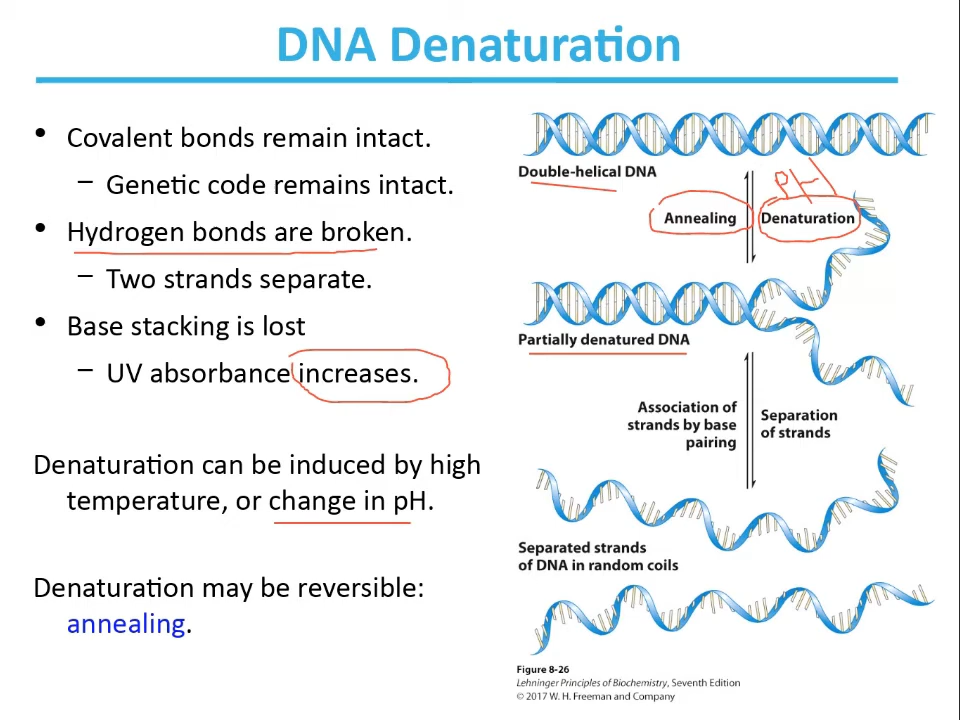 DNA Denaturation
• Covalent bonds remain intact.
– Genetic code remains intact.
• Hydrogen bonds are broken.
– Two strands separate.
• Base stacking is lost
– UV absorbance increases.
Denaturation can be induced by high
temperature, or change in pH.
Denaturation may be reversible:
annealing.
Double-helical DNA
pH
Annealing
Denaturation
Partially denatured DNA
Association of
strands by base
pairing
Separation
of strands
Separated strands
of DNA in random coils
Figure 8-26
Lehninger Principles of Biochemistry, Seventh Edition
© 2017 W. H. Freeman and Company